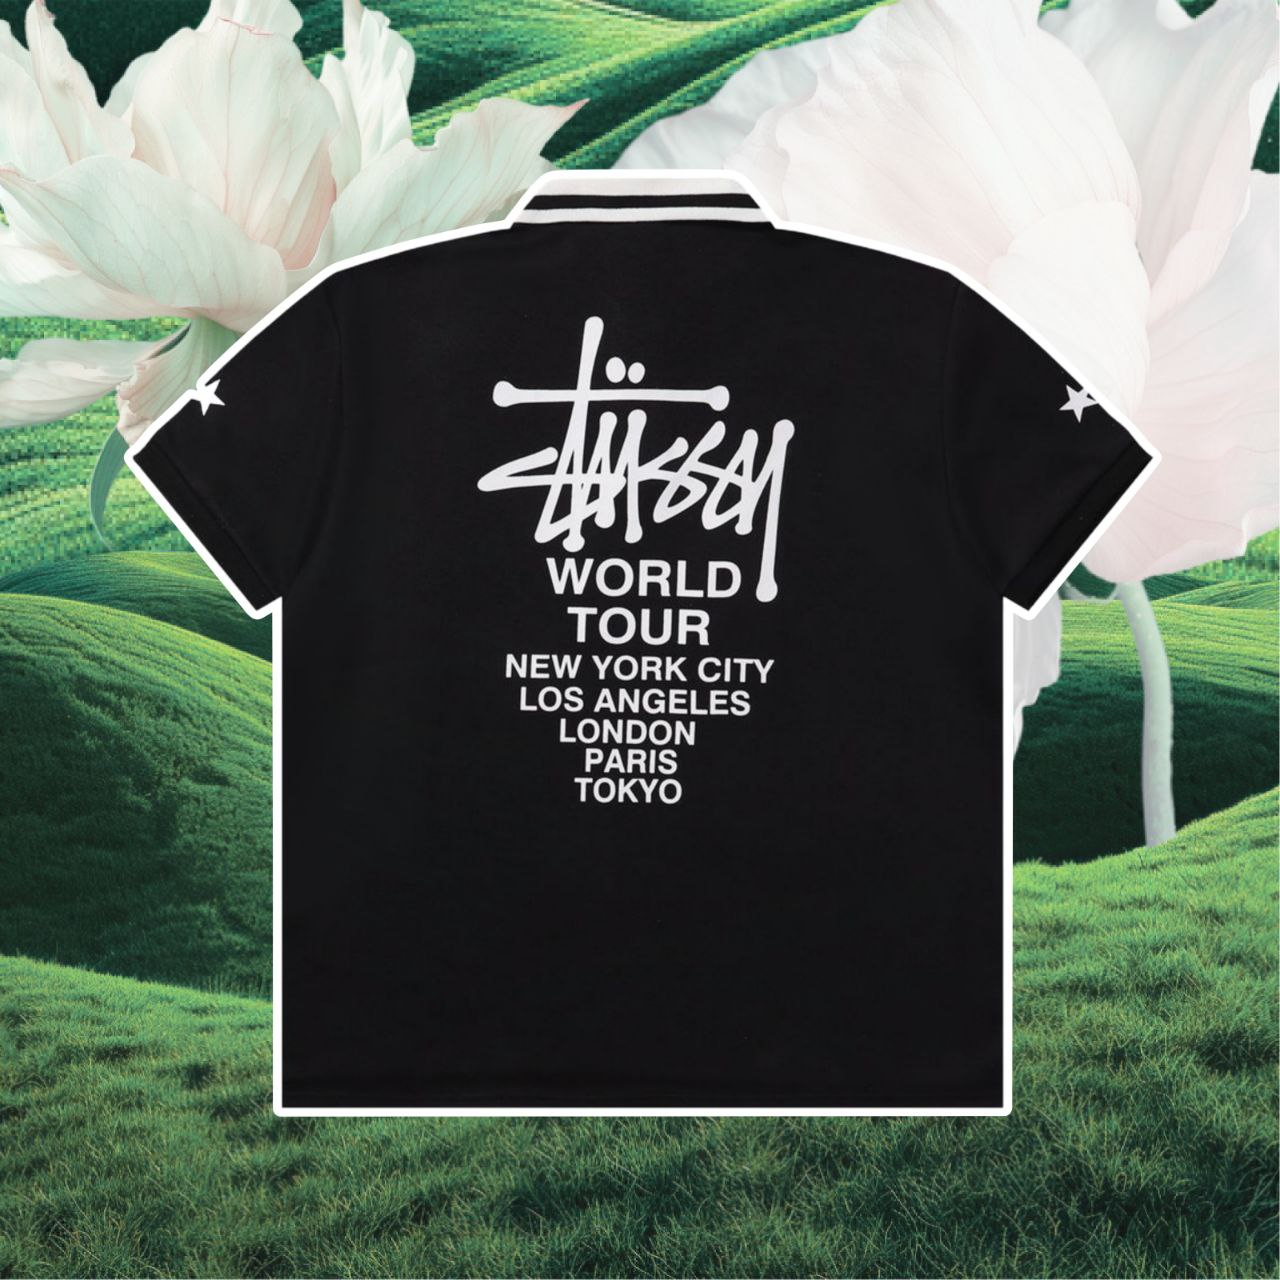 Stüssy
WORLD
TOUR
NEW YORK CITY
LOS ANGELES
LONDON
PARIS
TOKYO